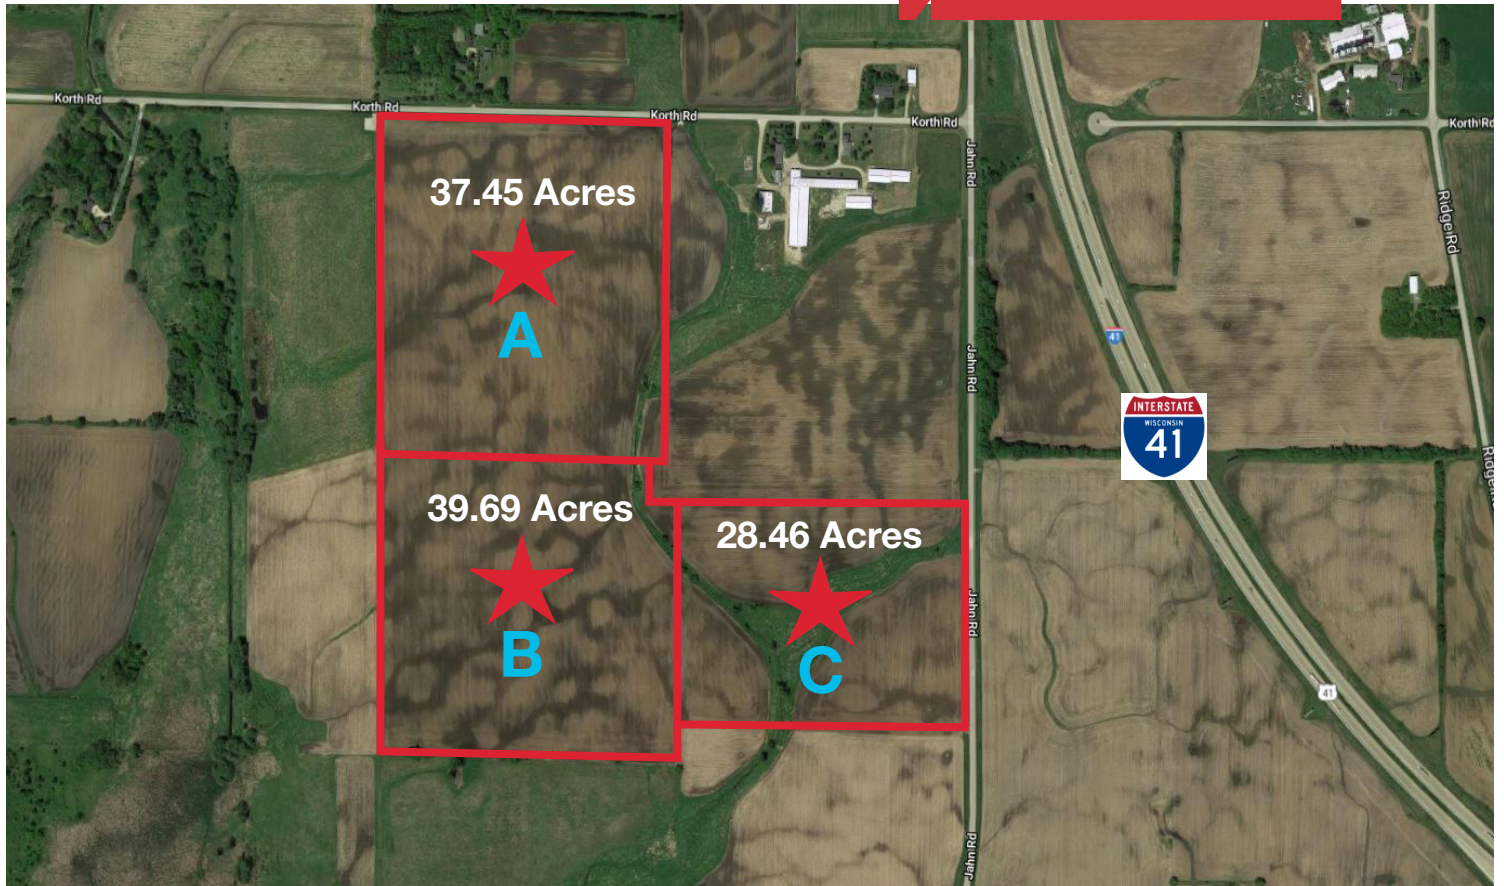 Korth Rd
Korth Rd
Korth Rd
Korth Rd
Korth Rd
Jahn Rd
37.45 Acres
A
Ridge Rd
41
Jahn Rd
INTERSTATE
WISCONSIN
41
39.69 Acres
B
28.46 Acres
C
Jahn Rd
41
Jahn Rd